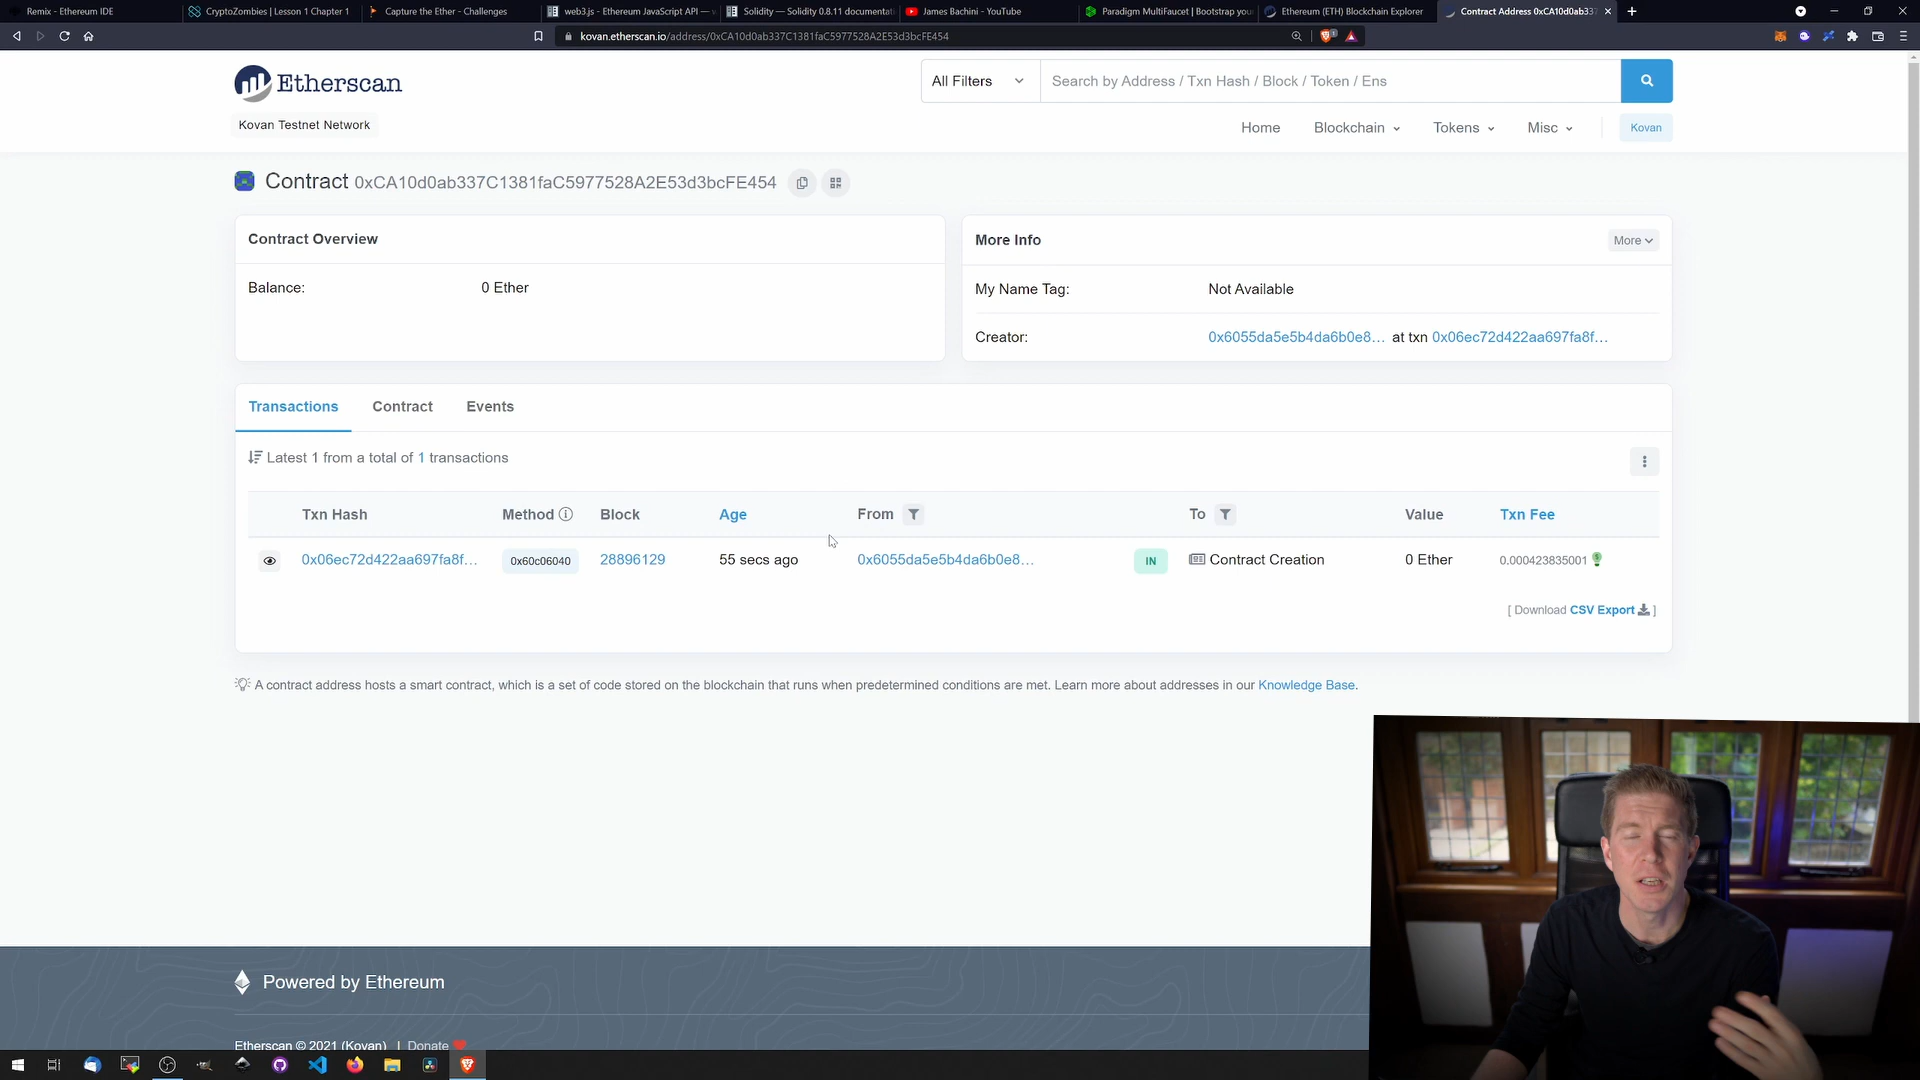 Remix - Ethereum IDE
CryptoZombies | Lesson 1 Chapter 1
Capture the Ether - Challenges
web3.js - Ethereum JavaScript API —
Solidity — Solidity 0.8.11 documentat
James Bachini - YouTube
Paradigm MultiFaucet | Bootstrap you
Ethereum (ETH) Blockchain Explorer
Contract Address 0xCA10d0ab33
kovan.etherscan.io/address/0xCA10d0ab337C1381faC5977528A2E53d3bcFE454
Etherscan
All Filters
Search by Address / Txn Hash / Block / Token / Ens
Kovan Testnet Network
Home
Blockchain
Tokens
Misc
Kovan
Contract 0xCA10d0ab337C1381faC5977528A2E53d3bcFE454
Contract Overview
Balance: 0 Ether
More Info
More
My Name Tag: Not Available
Creator: 0x6055da5e5b4da6b0e8... at txn 0x06ec72d422aa697fa8f...
Transactions
Contract
Events
Latest 1 from a total of 1 transactions
Txn Hash Method Block Age From To Value Txn Fee
0x06ec72d422aa697fa8f... 0x60c06040 28896129 55 secs ago 0x6055da5e5b4da6b0e8... IN Contract Creation 0 Ether 0.000423835001
[ Download CSV Export ]
A contract address hosts a smart contract, which is a set of code stored on the blockchain that runs when predetermined conditions are met. Learn more about addresses in our Knowledge Base.
Powered by Ethereum
Etherscan © 2021 (Kovan) | Donate